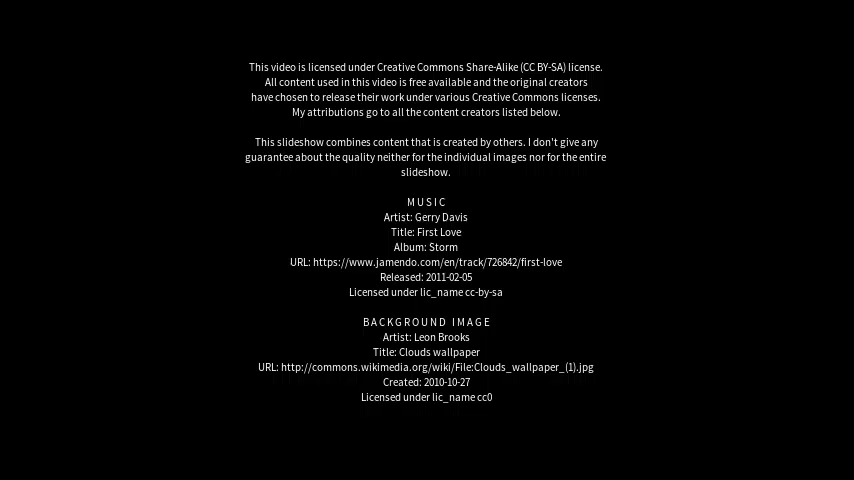 This video is licensed under Creative Commons Share-Alike (CC BY-SA) license.
All content used in this video is free available and the original creators
have chosen to release their work under various Creative Commons licenses.
My attributions go to all the content creators listed below.
This slideshow combines content that is created by others. I don't give any
guarantee about the quality neither for the individual images nor for the entire
slideshow.
MUSIC
Artist: Gerry Davis
Title: First Love
Album: Storm
URL: https://www.jamendo.com/en/track/726842/first-love
Released: 2011-02-05
Licensed under lic_name cc-by-sa
BACKGROUND IMAGE
Artist: Leon Brooks
Title: Clouds wallpaper
URL: http://commons.wikimedia.org/wiki/File:Clouds_wallpaper_(1).jpg
Created: 2010-10-27
Licensed under lic_name cc0